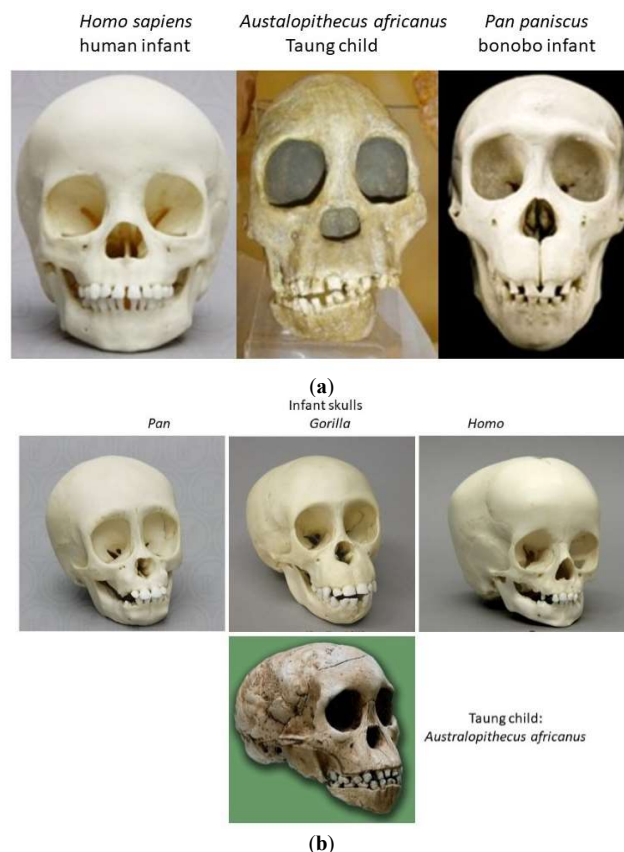 Homo sapiens Austalopithecus africanus Pan paniscus
human infant Taung child bonobo infant
(a)
Infant skulls
Pan Gorilla Homo
Taung child:
Australopithecus africanus
(b)